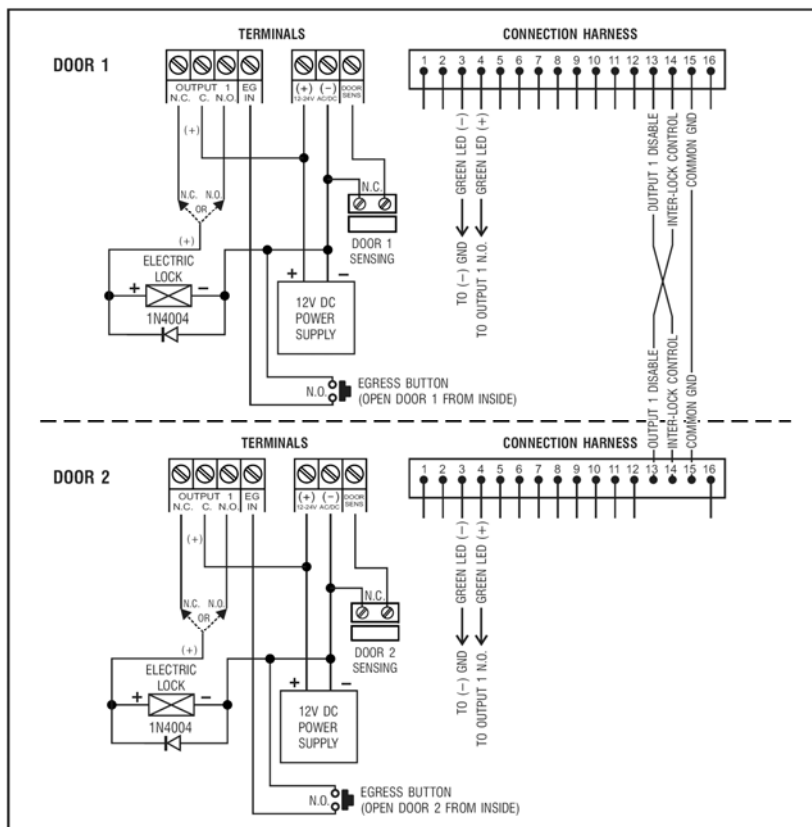 TERMINALS
CONNECTION HARNESS
DOOR 1
1 2 3 4 5 6 7 8 9 10 11 12 13 14 15 16
OUTPUT 1
N.C. C. N.O.
EG
IN
(+) (-)
12-24V AC/DC
DOOR
SENS
(+)
N.C. N.O.
OR
(+)
ELECTRIC
LOCK
+ −
1N4004
N.C.
DOOR 1
SENSING
+ −
12V DC
POWER
SUPPLY
N.O.
EGRESS BUTTON
(OPEN DOOR 1 FROM INSIDE)
GREEN LED (−)
GREEN LED (+)
TO (−) GND
TO OUTPUT 1 N.O.
OUTPUT 1 DISABLE
INTER-LOCK CONTROL
COMMON GND
OUTPUT 1 DISABLE
INTER-LOCK CONTROL
COMMON GND
TERMINALS
CONNECTION HARNESS
DOOR 2
1 2 3 4 5 6 7 8 9 10 11 12 13 14 15 16
OUTPUT 1
N.C. C. N.O.
EG
IN
(+) (-)
12-24V AC/DC
DOOR
SENS
(+)
N.C. N.O.
OR
(+)
ELECTRIC
LOCK
+ −
1N4004
N.C.
DOOR 2
SENSING
+ −
12V DC
POWER
SUPPLY
N.O.
EGRESS BUTTON
(OPEN DOOR 2 FROM INSIDE)
GREEN LED (−)
GREEN LED (+)
TO (−) GND
TO OUTPUT 1 N.O.